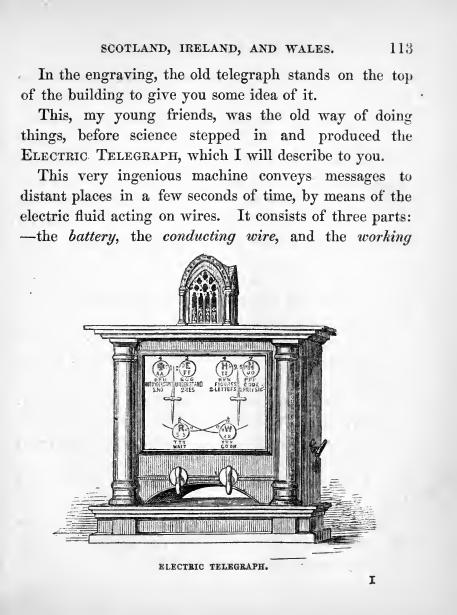 SCOTLAND, IRELAND, AND WALES. 113
In the engraving, the old telegraph stands on the top
of the building to give you some idea of it.
This, my young friends, was the old way of doing
things, before science stepped in and produced the
ELECTRIC TELEGRAPH, which I will describe to you.
This very ingenious machine conveys messages to
distant places in a few seconds of time, by means of the
electric fluid acting on wires. It consists of three parts:
—the battery, the conducting wire, and the working
E H
R W
WAIT GO ON
ELECTRIC TELEGRAPH.
I